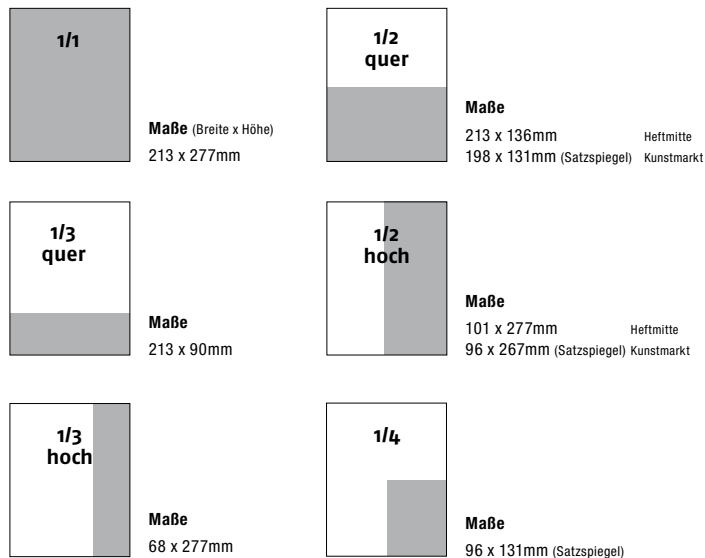 1/1
Maße (Breite x Höhe)
213 x 277mm
1/2
quer
Maße
213 x 136mm Heftmitte
198 x 131mm (Satzspiegel) Kunstmarkt
1/3
quer
Maße
213 x 90mm
1/2
hoch
Maße
101 x 277mm Heftmitte
96 x 267mm (Satzspiegel) Kunstmarkt
1/3
hoch
Maße
68 x 277mm
1/4
Maße
96 x 131mm (Satzspiegel)